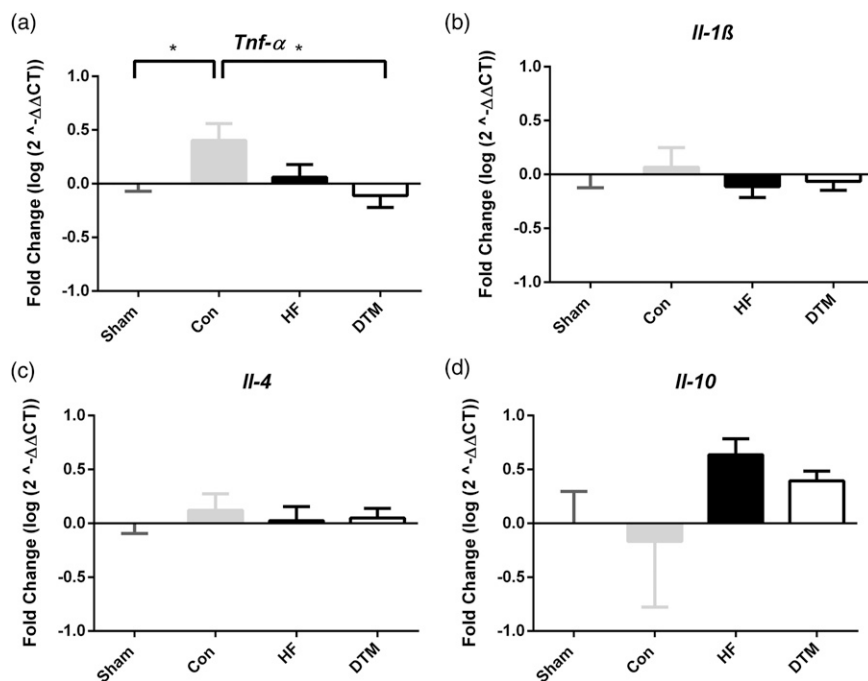 (a)
Tnf-α
* *
Fold Change (log (2 ^-ΔΔCT))
1.0
0.5
0.0
-0.5
-1.0
Sham Con HF DTM
(b)
Il-1ß
Fold Change (log (2 ^-ΔΔCT))
1.0
0.5
0.0
-0.5
-1.0
Sham Con HF DTM
(c)
Il-4
Fold Change (log (2 ^-ΔΔCT))
1.0
0.5
0.0
-0.5
-1.0
Sham Con HF DTM
(d)
Il-10
Fold Change (log (2 ^-ΔΔCT))
1.0
0.5
0.0
-0.5
-1.0
Sham Con HF DTM